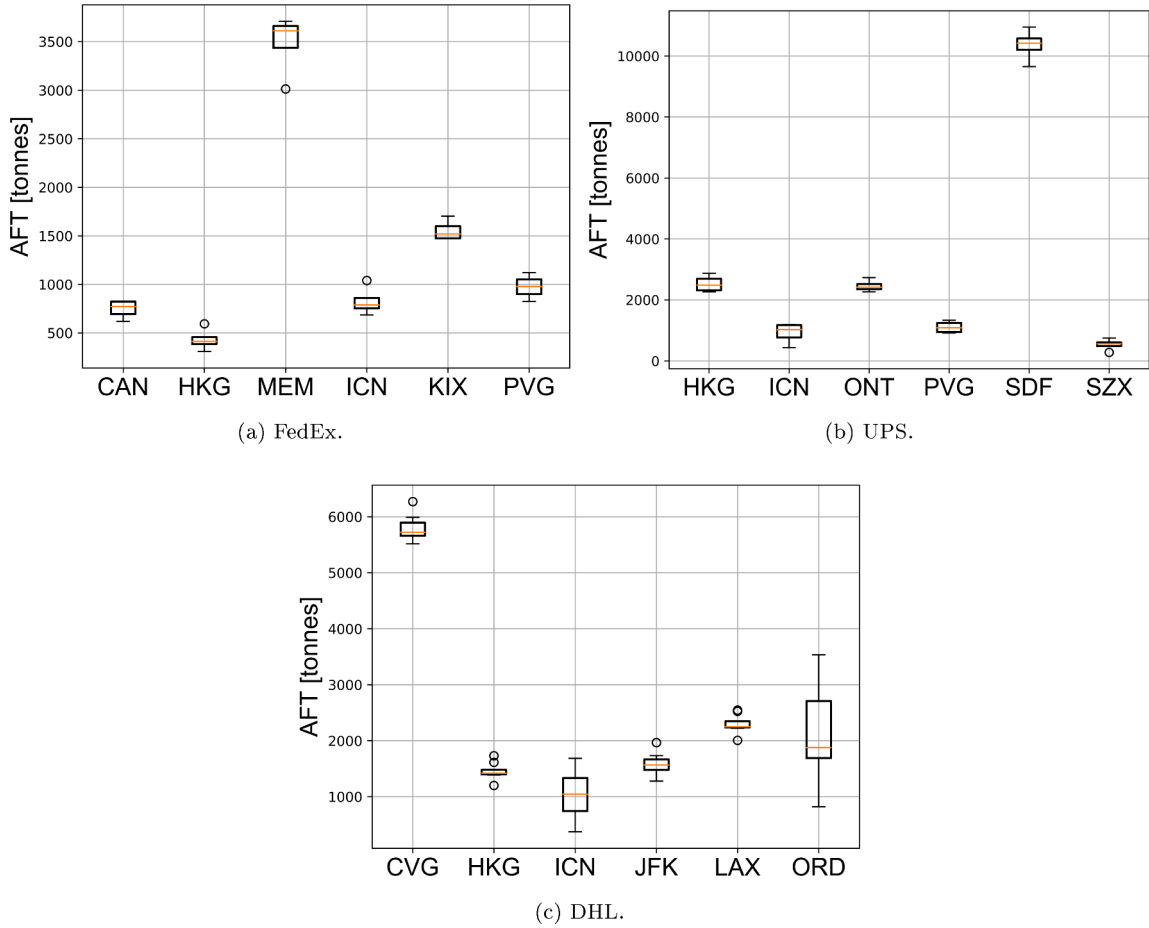 AFT [tonnes]
3500
3000
2500
2000
1500
1000
500
CAN HKG MEM ICN KIX PVG
(a) FedEx.
AFT [tonnes]
10000
8000
6000
4000
2000
0
HKG ICN ONT PVG SDF SZX
(b) UPS.
AFT [tonnes]
6000
5000
4000
3000
2000
1000
CVG HKG ICN JFK LAX ORD
(c) DHL.